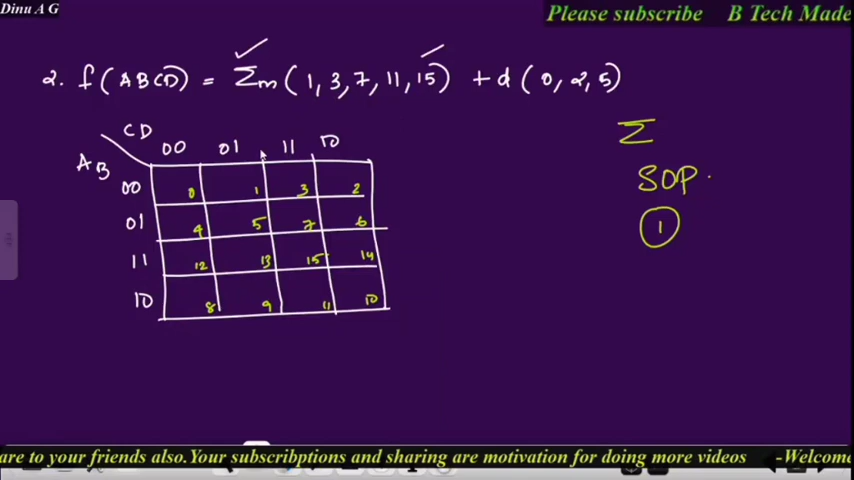 Dinu A G
Please subscribe B Tech Made
2. f(ABCD) = Σm(1,3,7,11,15) + d(0,2,5)
Σ
SOP.
1
CD
AB
00 01 11 10
00 0 1 3 2
01 4 5 7 6
11 12 13 15 14
10 8 9 11 10
are to your friends also.Your subscribptions and sharing are motivation for doing more videos -Welcome